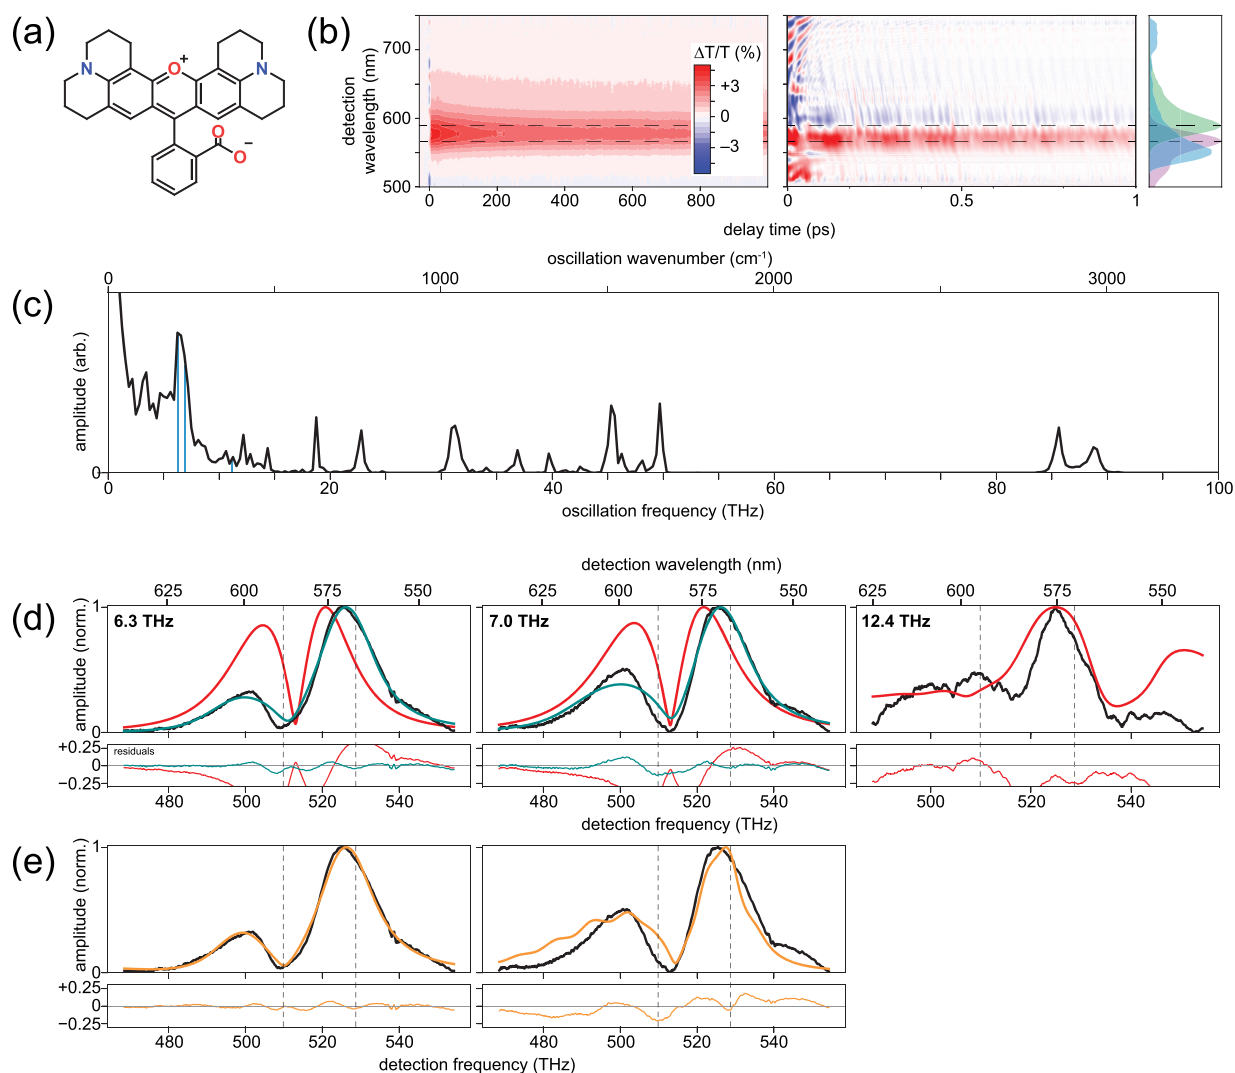 (a)
N
O
+
N
O
O
−
(b)
detection
wavelength (nm)
700
600
500
ΔT/T (%)
+3
0
−3
0
200
400
600
800
0
0.5
1
delay time (ps)
(c)
oscillation wavenumber (cm-1)
0
1000
2000
3000
amplitude (arb.)
0
0
20
40
60
80
100
oscillation frequency (THz)
detection wavelength (nm)
(d)
625
600
575
550
625
600
575
550
625
595
575
550
6.3 THz
7.0 THz
12.4 THz
amplitude (norm.)
1
0
residuals
+0.25
0
−0.25
480
500
520
540
480
500
520
540
500
520
540
detection frequency (THz)
(e)
amplitude (norm.)
1
0
+0.25
0
−0.25
480
500
520
540
480
500
520
540
detection frequency (THz)